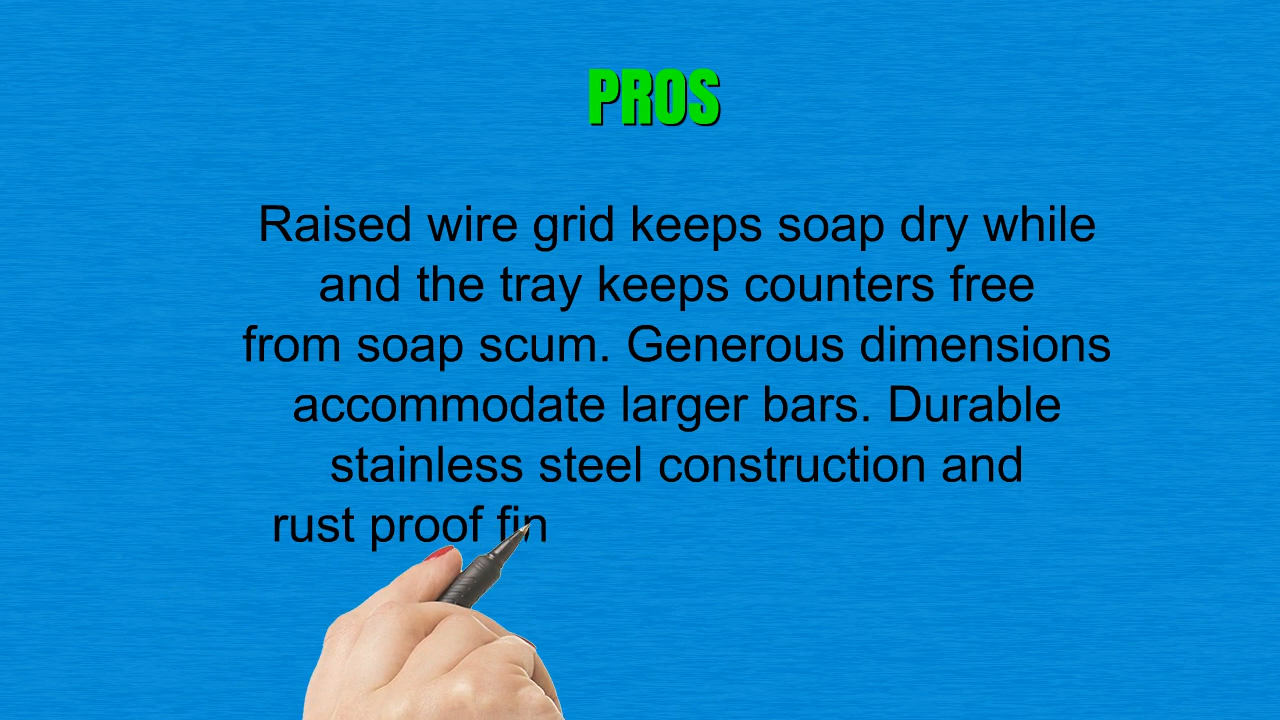 PROS
Raised wire grid keeps soap dry while
and the tray keeps counters free
from soap scum. Generous dimensions
accommodate larger bars. Durable
stainless steel construction and
rust proof fin